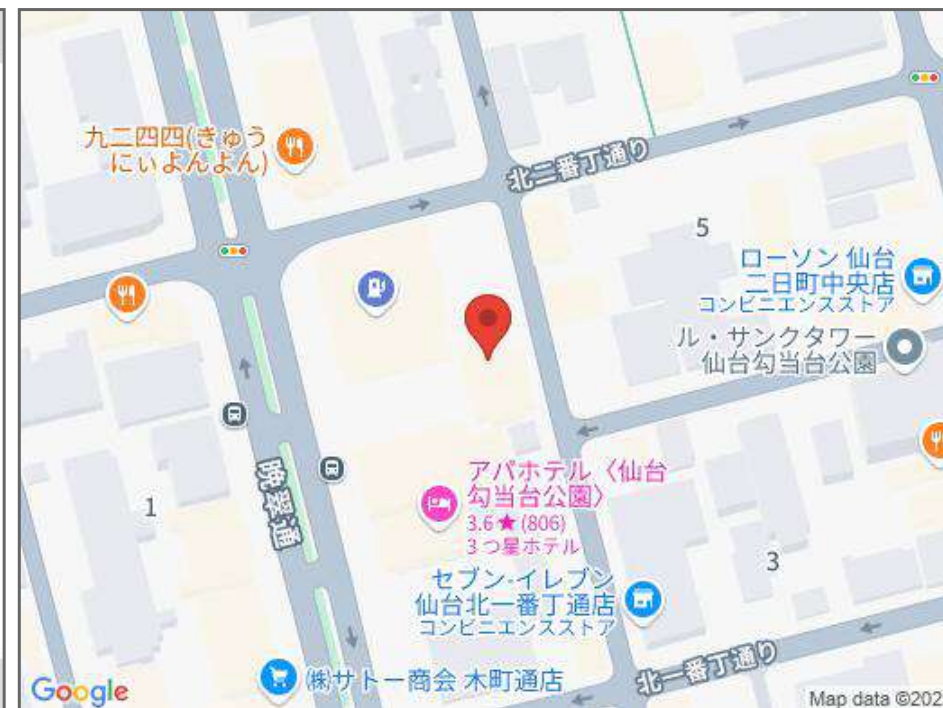 九二四四(きゅう
にぃよんよん)
北二番丁通り
5
ローソン 仙台
二日町中央店
コンビニエンスストア
ル・サンクタワー
仙台勾当台公園
晩翠通
1
アパホテル〈仙台
勾当台公園〉
3.6★(806)
3つ星ホテル
3
セブン-イレブン
仙台北一番丁通店
コンビニエンスストア
㈱サトー商会 木町通店
北一番丁通り
Google
Map data ©202